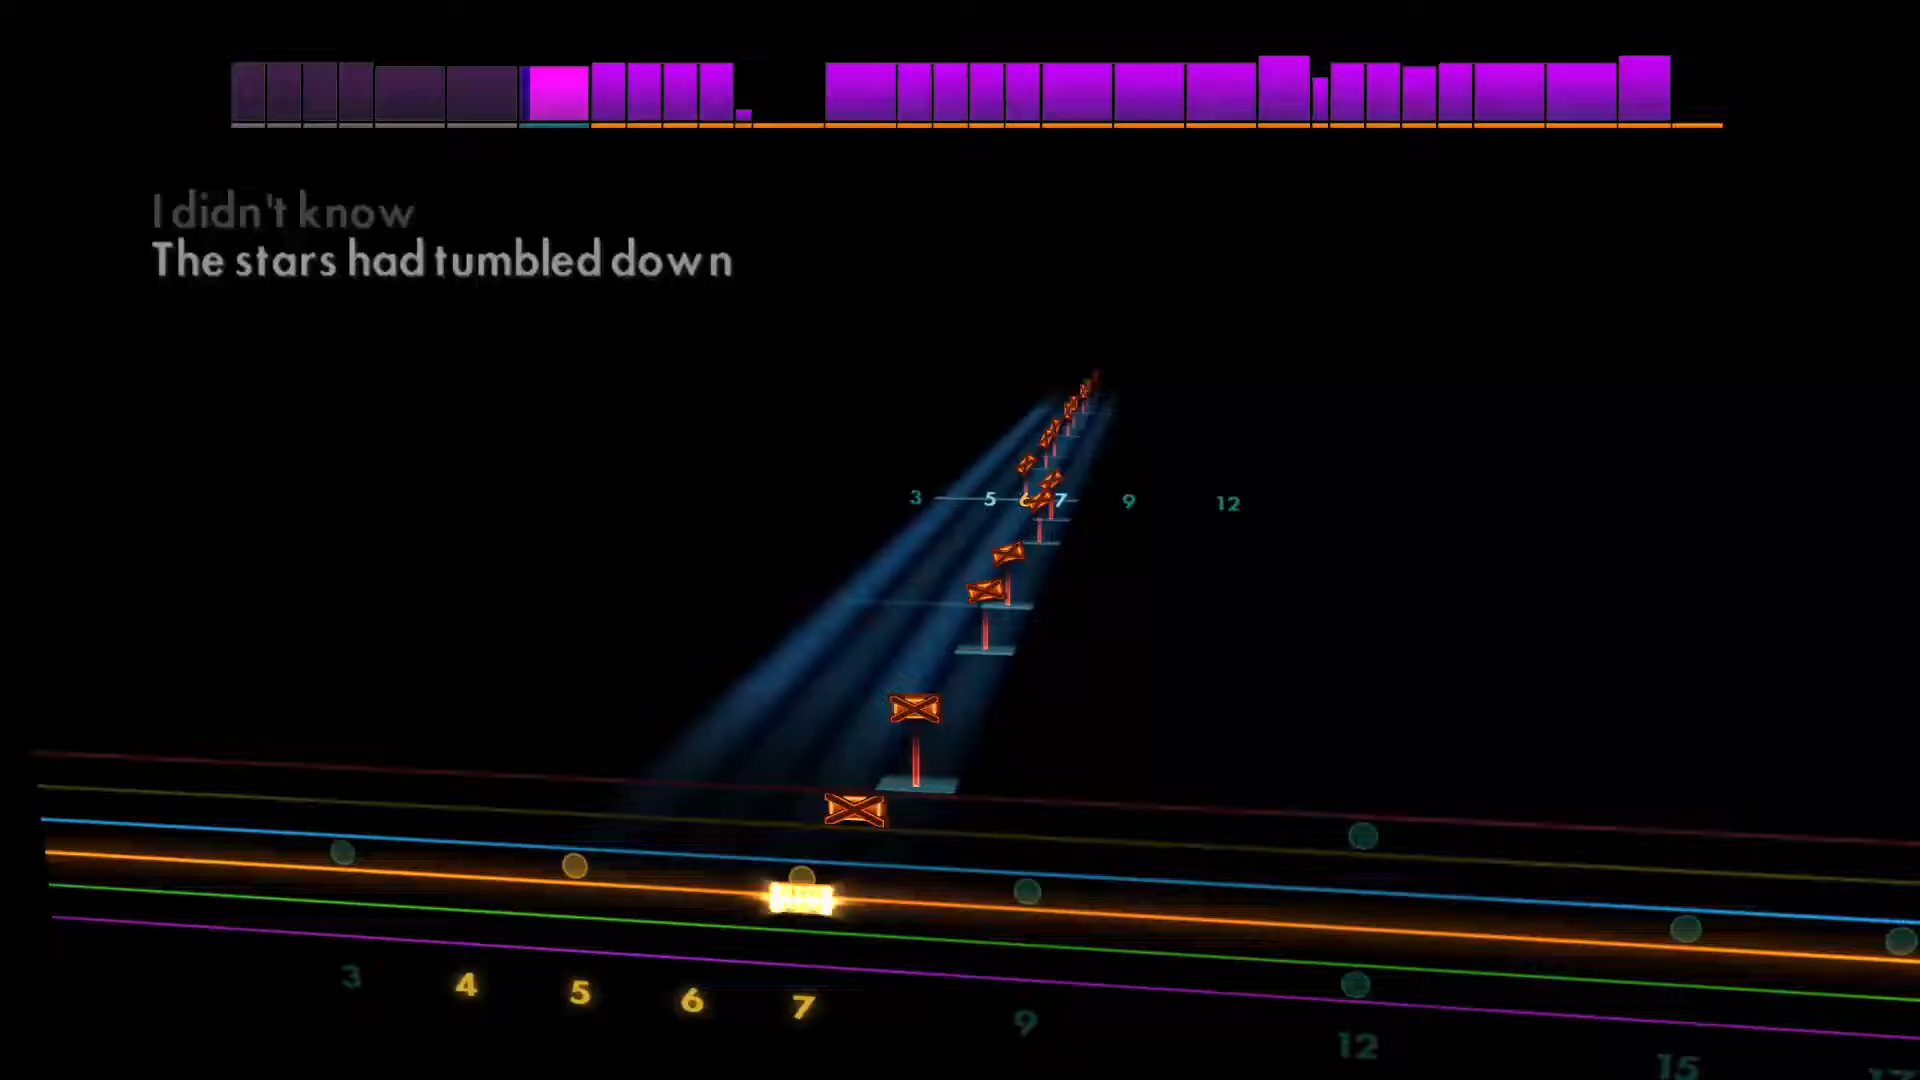 I didn't know
The stars had tumbled down
3 5 6 7 9 12
3 4 5 6 7 9 12 15